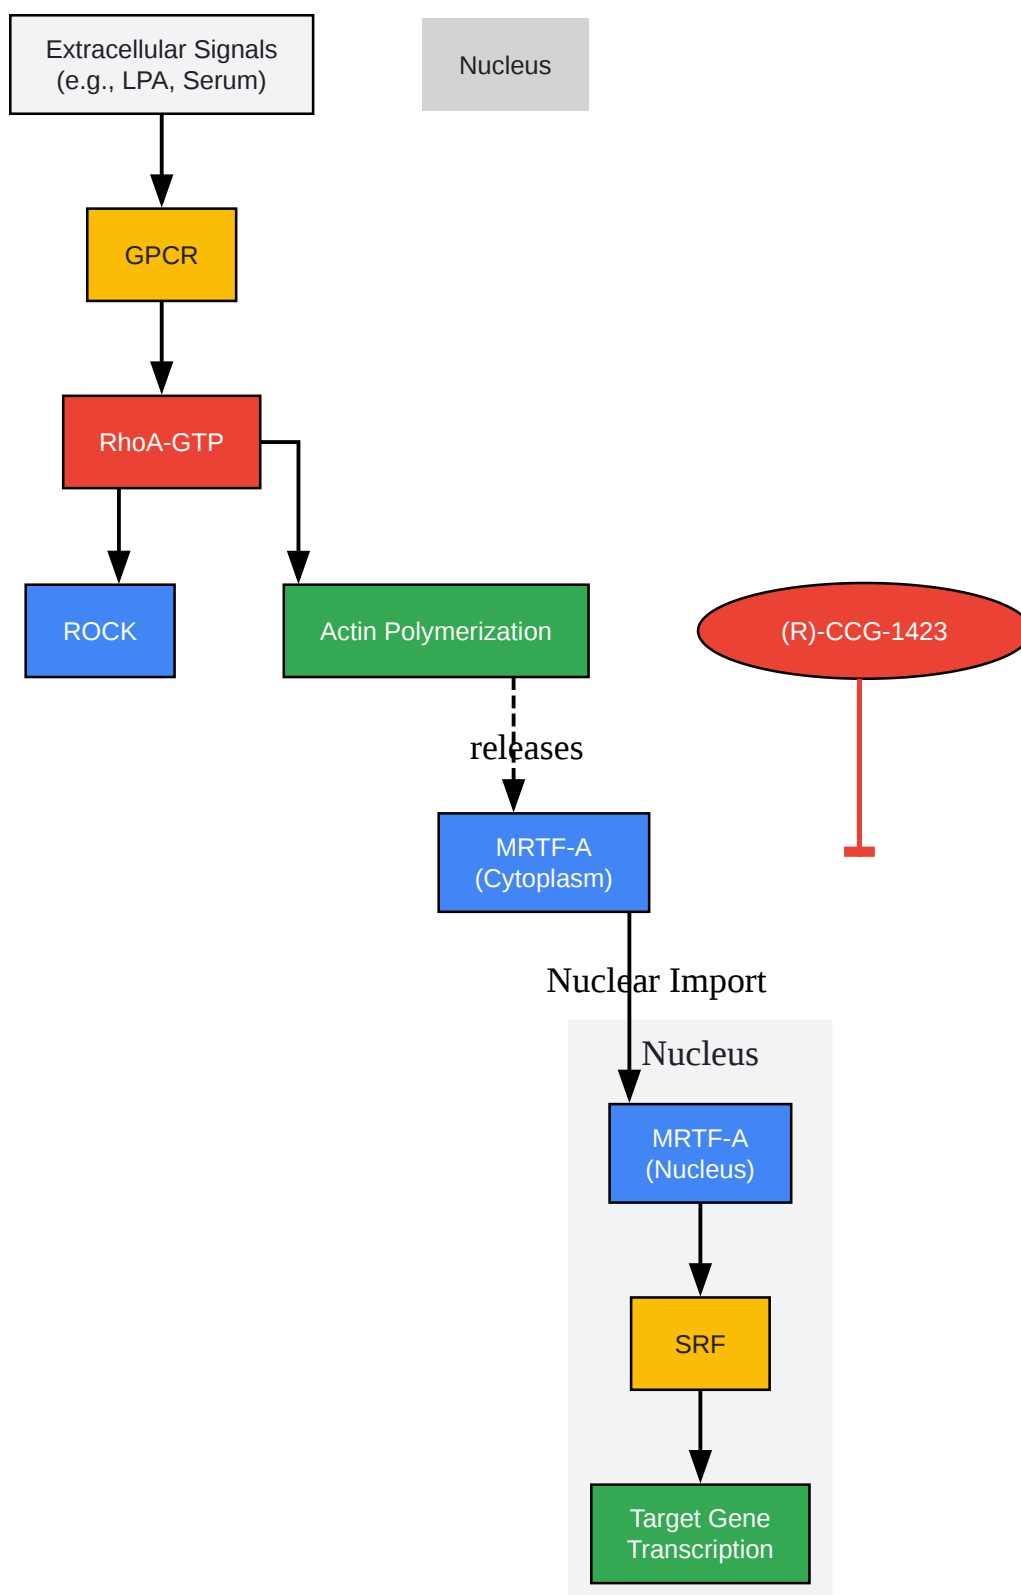 Extracellular Signals
(e.g., LPA, Serum)
Nucleus
GPCR
RhoA-GTP
ROCK
Actin Polymerization
(R)-CCG-1423
releases
MRTF-A
(Cytoplasm)
Nuclear Import
Nucleus
MRTF-A
(Nucleus)
SRF
Target Gene
Transcription